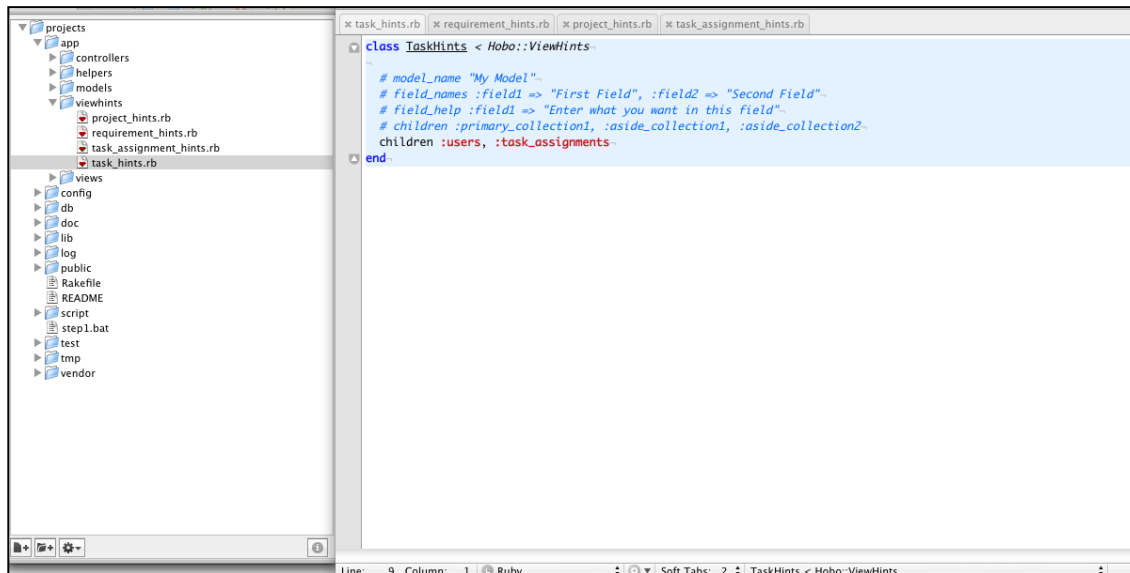 projects
app
controllers
helpers
models
viewhints
project_hints.rb
requirement_hints.rb
task_assignment_hints.rb
task_hints.rb
views
config
db
doc
lib
log
public
Rakefile
README
script
step1.bat
test
tmp
vendor
task_hints.rb requirement_hints.rb project_hints.rb task_assignment_hints.rb
class TaskHints < Hobo::ViewHints
# model_name "My Model"
# field_names :field1 => "First Field", :field2 => "Second Field"
# field_help :field1 => "Enter what you want in this field"
# children :primary_collection1, :aside_collection1, :aside_collection2
children :users, :task_assignments
end
Line: 9 Column: 1 Ruby Soft Tabs: 2 TaskHints < Hobo::ViewHints